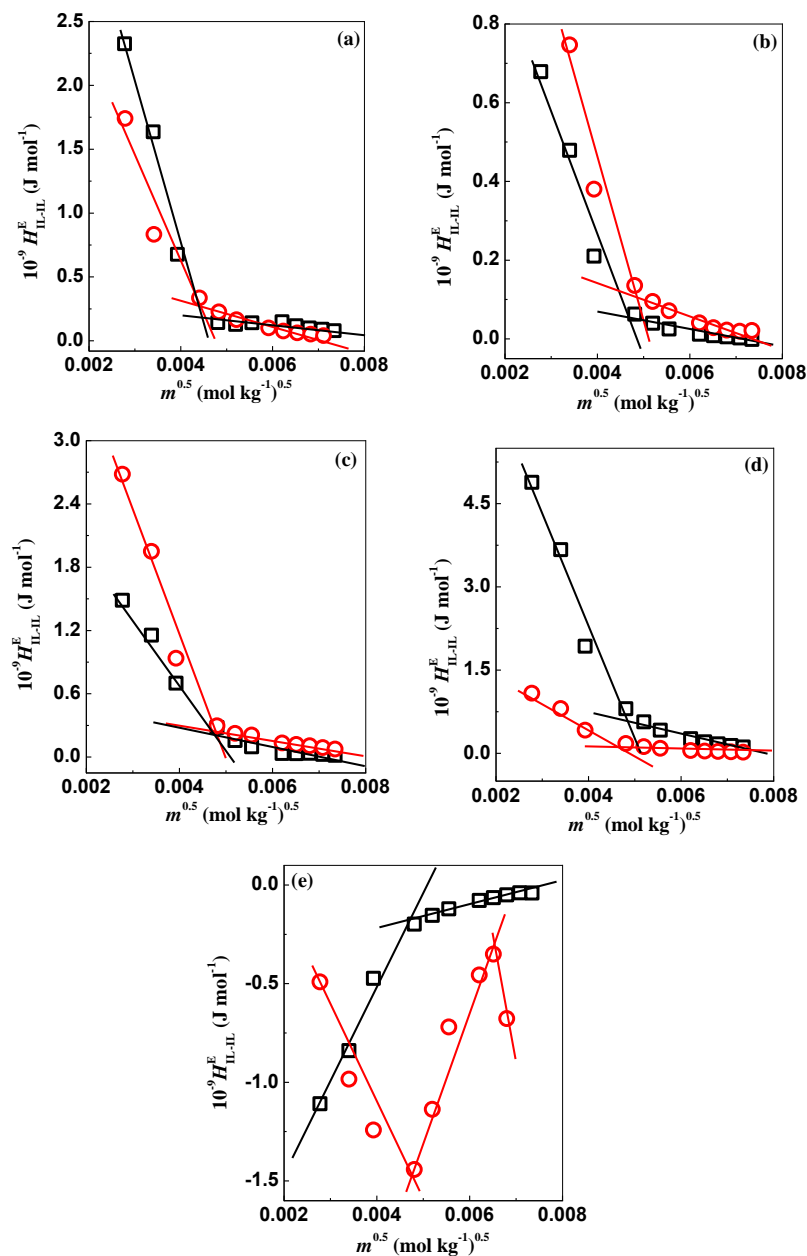 (a)
2.5
2.0
1.5
1.0
0.5
0.0
10⁻⁹ H^E_IL-IL (J mol⁻¹)
0.002 0.004 0.006 0.008
m^0.5 (mol kg⁻¹)^0.5
(b)
0.8
0.6
0.4
0.2
0.0
10⁻⁹ H^E_IL-IL (J mol⁻¹)
0.002 0.004 0.006 0.008
m^0.5 (mol kg⁻¹)^0.5
(c)
3.0
2.4
1.8
1.2
0.6
0.0
10⁻⁹H^E_IL-IL (J mol⁻¹)
0.002 0.004 0.006 0.008
m^0.5 (mol kg⁻¹)^0.5
(d)
4.5
3.0
1.5
0.0
10⁻⁹ H^E_IL-IL (J mol⁻¹)
0.002 0.004 0.006 0.008
m^0.5 (mol kg⁻¹)^0.5
(e)
0.0
-0.5
-1.0
-1.5
10⁻⁹H^E_IL-IL (J mol⁻¹)
0.002 0.004 0.006 0.008
m^0.5 (mol kg⁻¹)^0.5